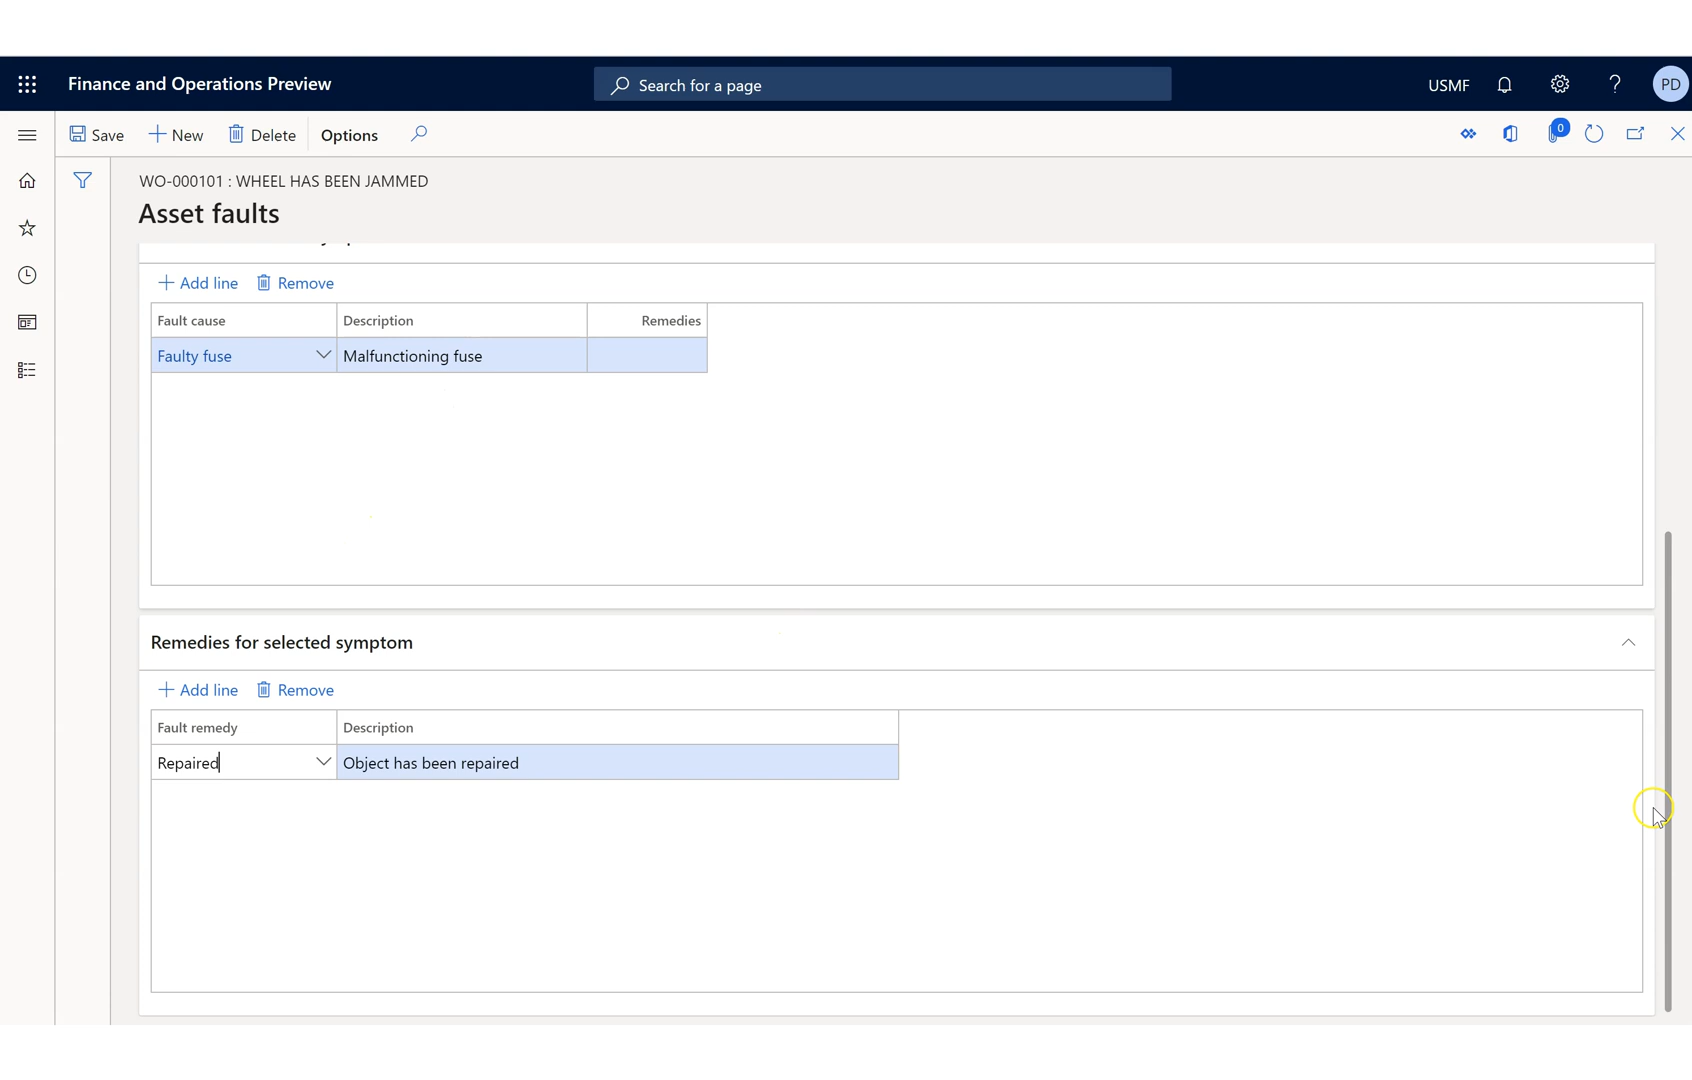 Finance and Operations Preview
Search for a page
USMF
?
PD
Save
New
Delete
Options
0
WO-000101 : WHEEL HAS BEEN JAMMED
Asset faults
Add line
Remove
Fault cause
Description
Remedies
Faulty fuse
Malfunctioning fuse
Remedies for selected symptom
Add line
Remove
Fault remedy
Description
Repaired
Object has been repaired